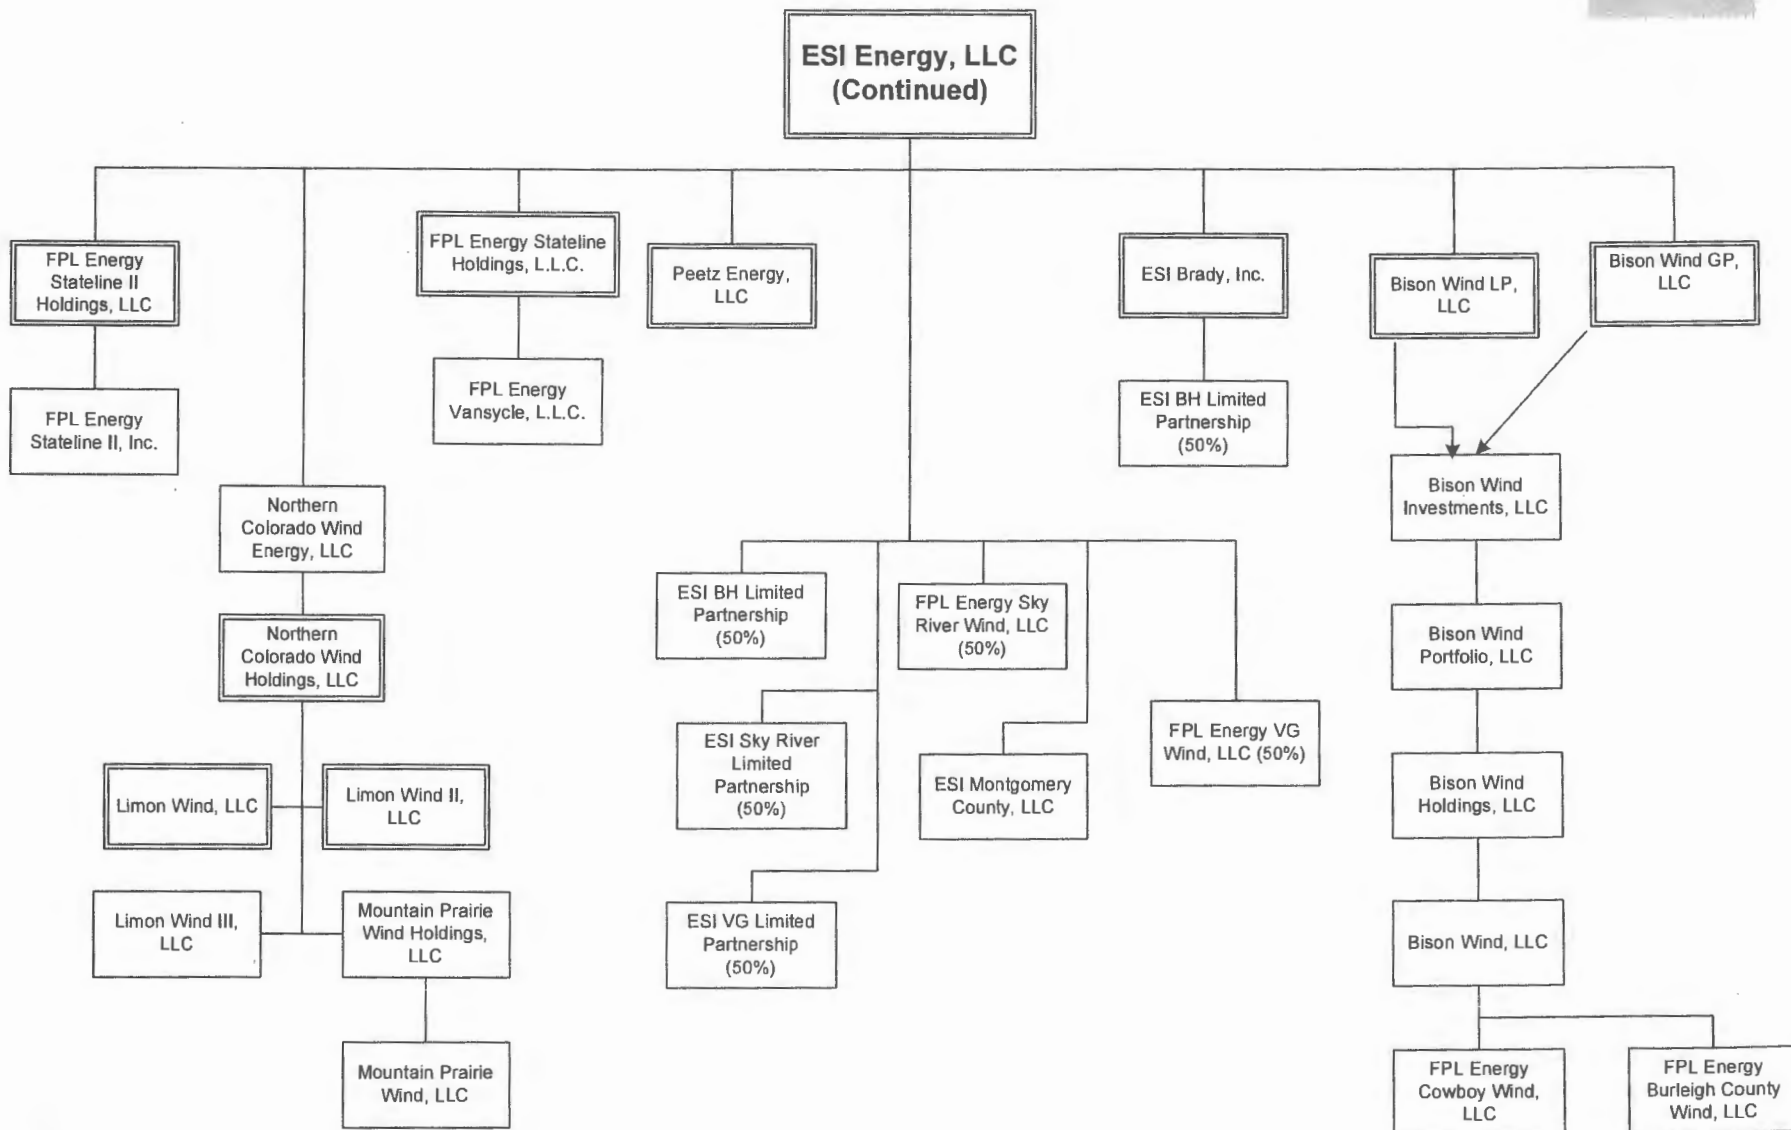 ESI Energy, LLC
(Continued)
FPL Energy
Stateline II
Holdings, LLC
FPL Energy
Stateline II, Inc.
FPL Energy Stateline
Holdings, L.L.C.
FPL Energy
Vansycle, L.L.C.
Peetz Energy,
LLC
ESI Brady, Inc.
ESI BH Limited
Partnership
(50%)
Bison Wind LP,
LLC
Bison Wind GP,
LLC
Bison Wind
Investments, LLC
Bison Wind
Portfolio, LLC
Bison Wind
Holdings, LLC
Bison Wind, LLC
FPL Energy
Cowboy Wind,
LLC
FPL Energy
Burleigh County
Wind, LLC
Northern
Colorado Wind
Energy, LLC
Northern
Colorado Wind
Holdings, LLC
Limon Wind, LLC
Limon Wind II,
LLC
Limon Wind III,
LLC
Mountain Prairie
Wind Holdings,
LLC
Mountain Prairie
Wind, LLC
ESI BH Limited
Partnership
(50%)
FPL Energy Sky
River Wind, LLC
(50%)
ESI Sky River
Limited
Partnership
(50%)
ESI Montgomery
County, LLC
FPL Energy VG
Wind, LLC (50%)
ESI VG Limited
Partnership
(50%)